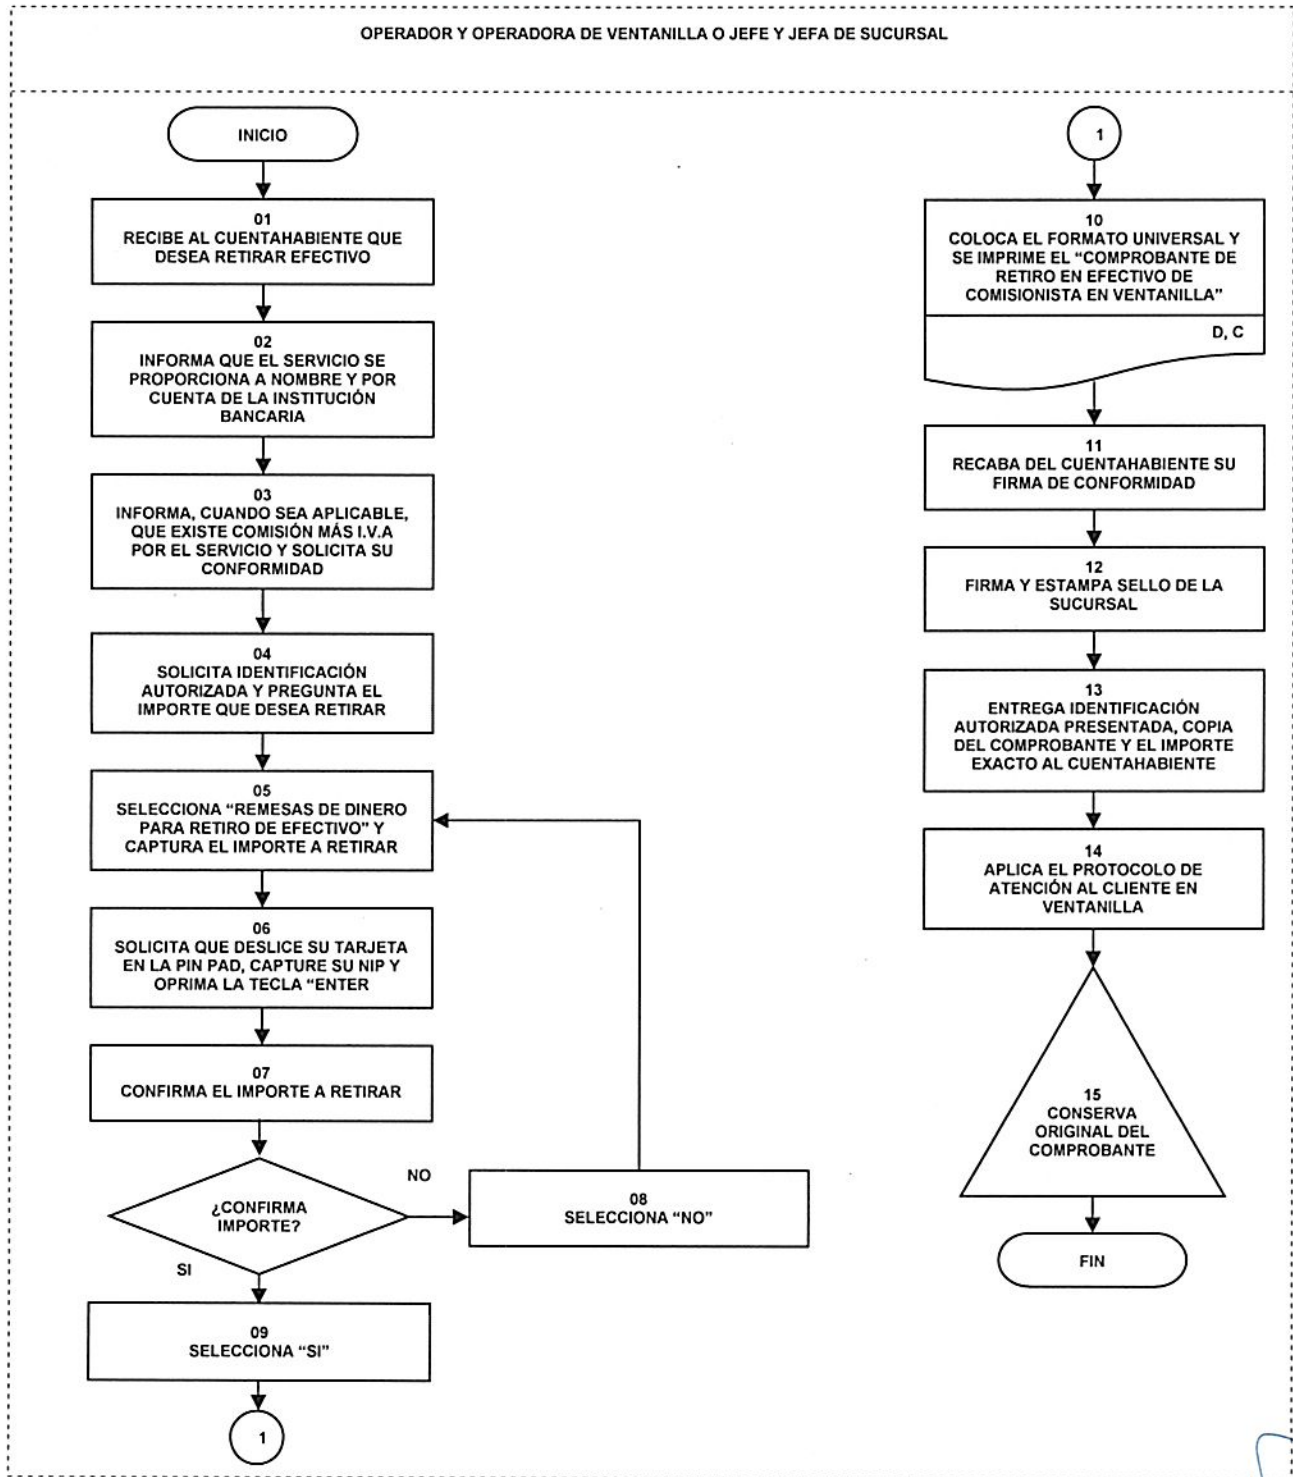 OPERADOR Y OPERADORA DE VENTANILLA O JEFE Y JEFA DE SUCURSAL
INICIO
01
RECIBE AL CUENTAHABIENTE QUE
DESEA RETIRAR EFECTIVO
02
INFORMA QUE EL SERVICIO SE
PROPORCIONA A NOMBRE Y POR
CUENTA DE LA INSTITUCIÓN
BANCARIA
03
INFORMA, CUANDO SEA APLICABLE,
QUE EXISTE COMISIÓN MÁS I.V.A
POR EL SERVICIO Y SOLICITA SU
CONFORMIDAD
04
SOLICITA IDENTIFICACIÓN
AUTORIZADA Y PREGUNTA EL
IMPORTE QUE DESEA RETIRAR
05
SELECCIONA “REMESAS DE DINERO
PARA RETIRO DE EFECTIVO” Y
CAPTURA EL IMPORTE A RETIRAR
06
SOLICITA QUE DESLICE SU TARJETA
EN LA PIN PAD, CAPTURE SU NIP Y
OPRIMA LA TECLA “ENTER
07
CONFIRMA EL IMPORTE A RETIRAR
¿CONFIRMA
IMPORTE?
NO
08
SELECCIONA “NO”
SI
09
SELECCIONA “SI”
1
1
10
COLOCA EL FORMATO UNIVERSAL Y
SE IMPRIME EL “COMPROBANTE DE
RETIRO EN EFECTIVO DE
COMISIONISTA EN VENTANILLA”
D, C
11
RECABA DEL CUENTAHABIENTE SU
FIRMA DE CONFORMIDAD
12
FIRMA Y ESTAMPA SELLO DE LA
SUCURSAL
13
ENTREGA IDENTIFICACIÓN
AUTORIZADA PRESENTADA, COPIA
DEL COMPROBANTE Y EL IMPORTE
EXACTO AL CUENTAHABIENTE
14
APLICA EL PROTOCOLO DE
ATENCIÓN AL CLIENTE EN
VENTANILLA
15
CONSERVA
ORIGINAL DEL
COMPROBANTE
FIN